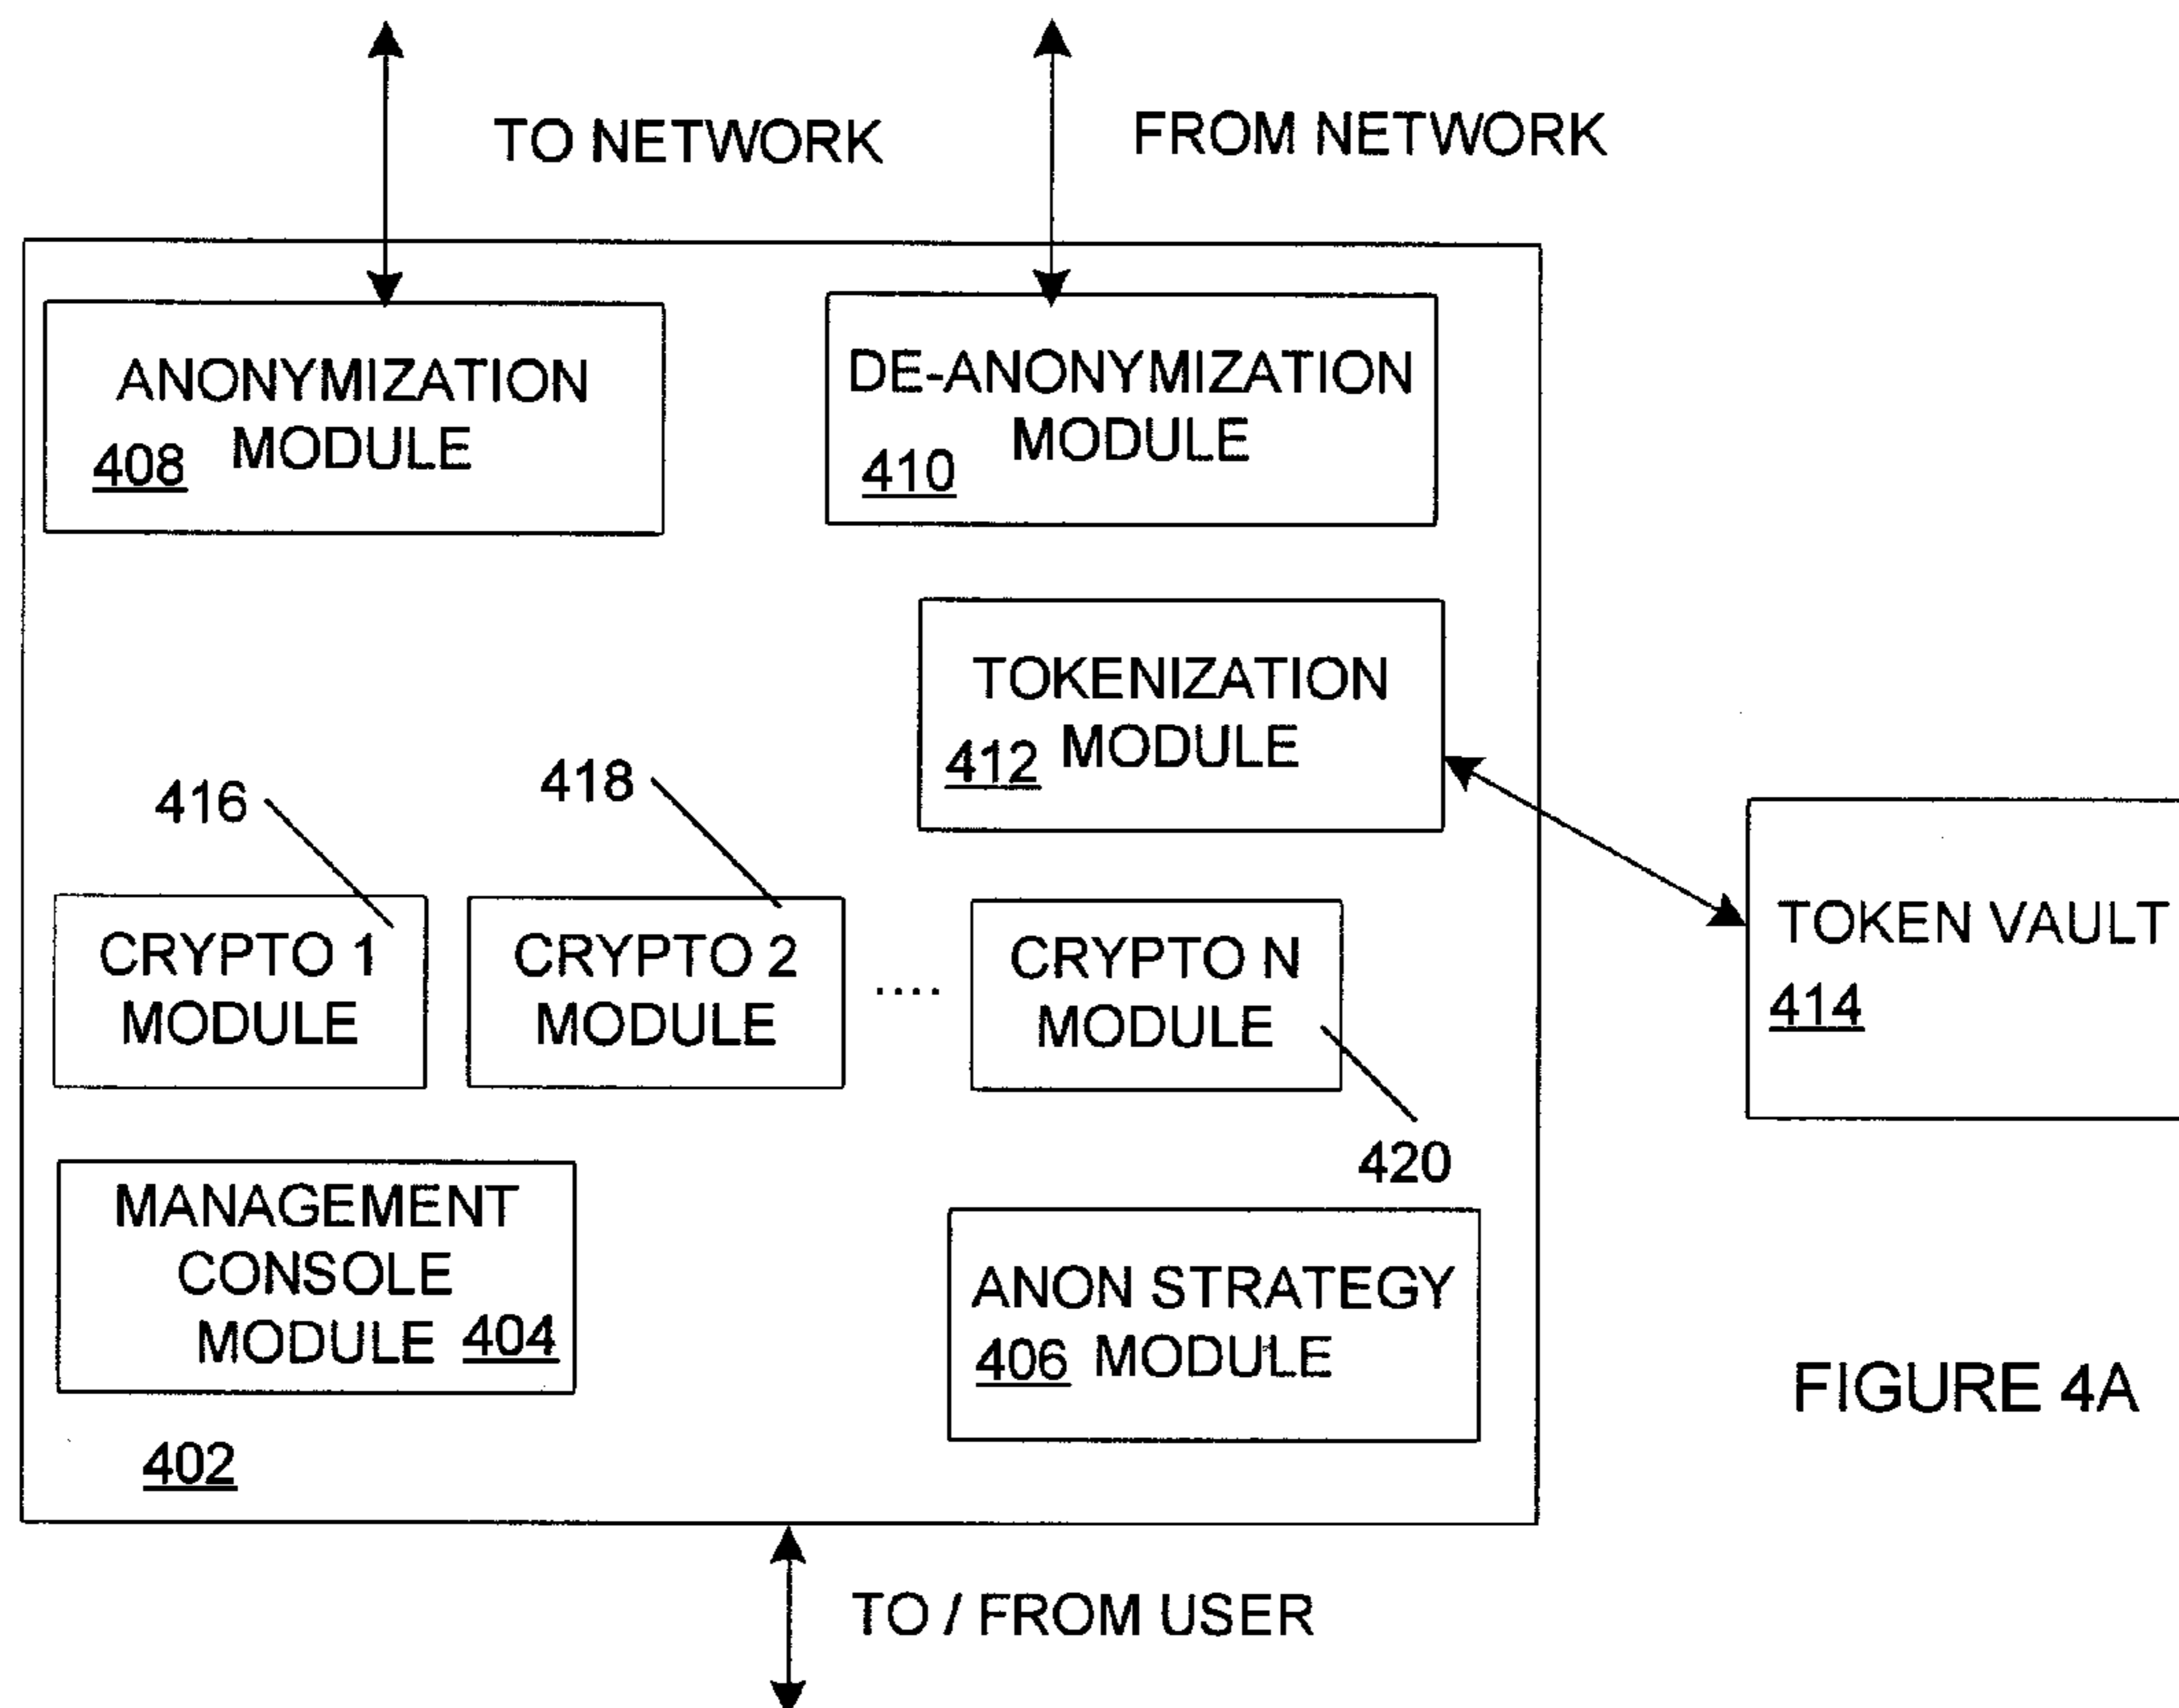 TO NETWORK
FROM NETWORK
ANONYMIZATION
MODULE
408
DE-ANONYMIZATION
MODULE
410
TOKENIZATION
MODULE
412
416
418
CRYPTO 1
MODULE
CRYPTO 2
MODULE
....
CRYPTO N
MODULE
420
TOKEN VAULT
414
MANAGEMENT
CONSOLE
MODULE 404
ANON STRATEGY
406 MODULE
402
FIGURE 4A
TO / FROM USER